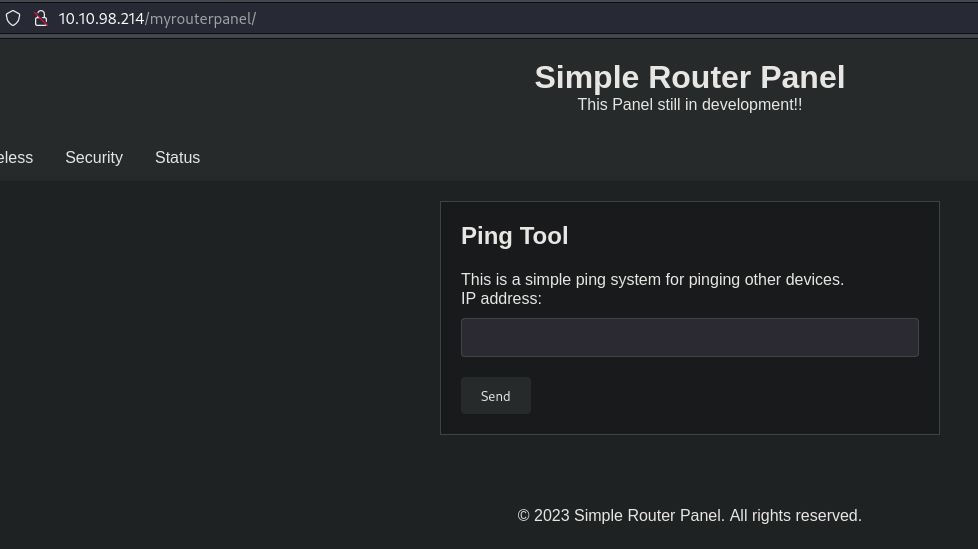 10.10.98.214/myrouterpanel/
Simple Router Panel
This Panel still in development!!
eless Security Status
Ping Tool
This is a simple ping system for pinging other devices.
IP address:
Send
© 2023 Simple Router Panel. All rights reserved.